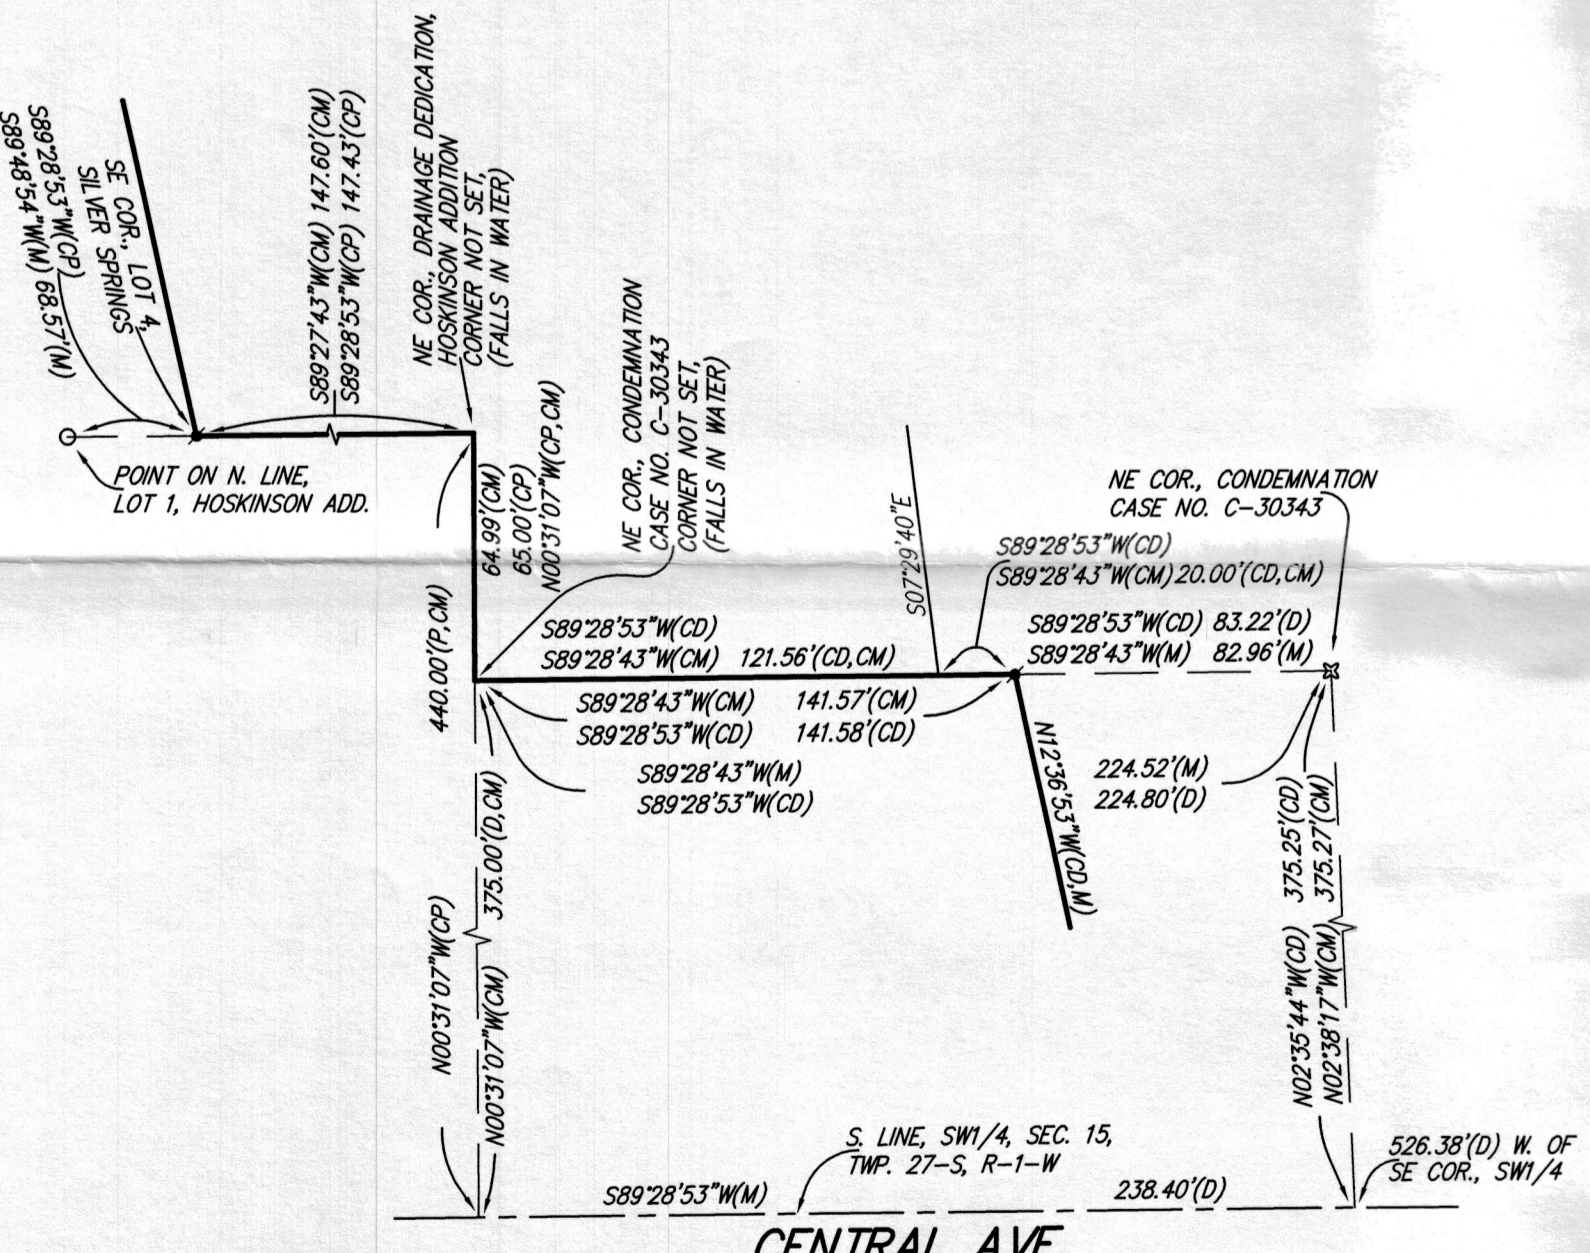 NE COR., DRAINAGE DEDICATION,
HOSKINSON ADDITION
CORNER NOT SET,
(FALLS IN WATER)
S89°27'43"W(CM) 147.60'(CM)
S89°28'53"W(CP) 147.43'(CP)
SE COR., LOT 4,
SILVER SPRINGS
S89°28'53"W(CP)
S89°48'54"W(M) 68.57'(M)
POINT ON N. LINE,
LOT 1, HOSKINSON ADD.
64.99'(CM)
65.00'(CP)
N00°31'07"W(CP,CM)
440.00'(P,CM)
NE COR., CONDEMNATION
CASE NO. C-30343
CORNER NOT SET,
(FALLS IN WATER)
S07°29'40"E
NE COR., CONDEMNATION
CASE NO. C-30343
S89°28'53"W(CD)
S89°28'43"W(CM) 20.00'(CD,CM)
S89°28'53"W(CD) 83.22'(D)
S89°28'43"W(M) 82.96'(M)
S89°28'53"W(CD)
S89°28'43"W(CM) 121.56'(CD,CM)
S89°28'43"W(CM) 141.57'(CM)
S89°28'53"W(CD) 141.58'(CD)
S89°28'43"W(M)
S89°28'53"W(CD)
224.52'(M)
224.80'(D)
N12°36'53"W(CD,M)
N00°31'07"W(CP)
N00°31'07"W(CM) 375.00'(D,CM)
N02°35'44"W(CD) 375.25'(CD)
N02°38'17"W(CM) 375.27'(CM)
S. LINE, SW1/4, SEC. 15,
TWP. 27-S, R-1-W
526.38'(D) W. OF
SE COR., SW1/4
S89°28'53"W(M)
238.40'(D)
CENTRAL AVE